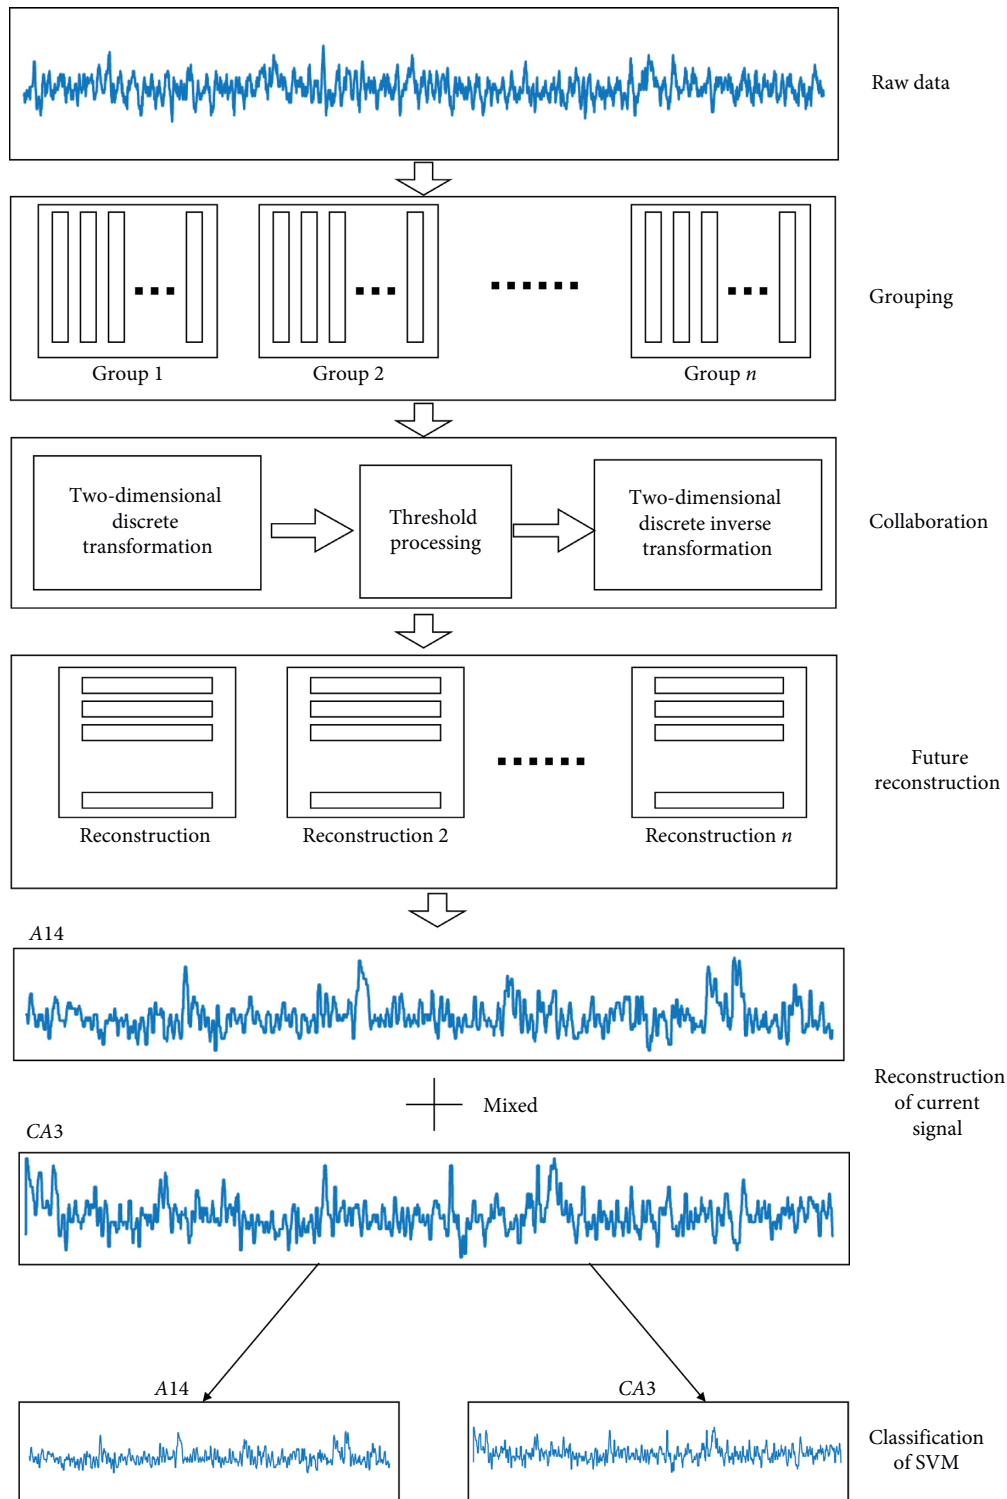 Raw data
Group 1
Group 2
Group n
Grouping
Two-dimensional
discrete
transformation
Threshold
processing
Two-dimensional
discrete inverse
transformation
Collaboration
Reconstruction
Reconstruction 2
Reconstruction n
Future
reconstruction
A14
Mixed
CA3
Reconstruction
of current
signal
A14
CA3
Classification
of SVM